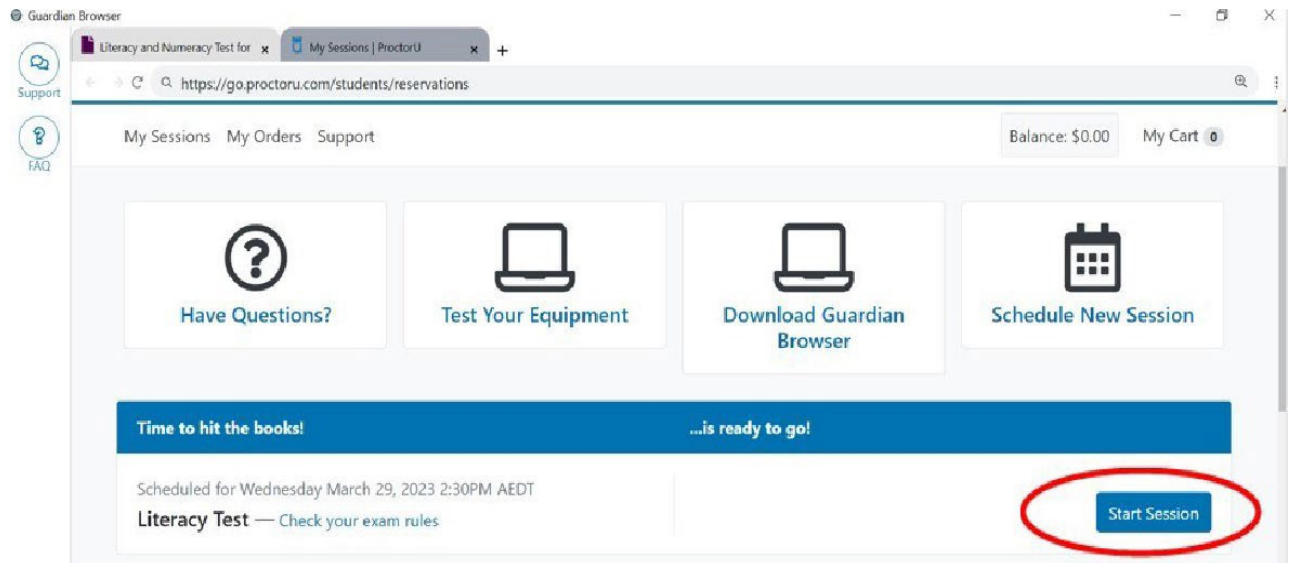 Guardian Browser
Literacy and Numeracy Test for
My Sessions | ProctorU
Support
https://go.proctoru.com/students/reservations
FAQ
My Sessions My Orders Support Balance: $0.00 My Cart 0
Have Questions?
Test Your Equipment
Download Guardian
Browser
Schedule New Session
Time to hit the books! ...is ready to go!
Scheduled for Wednesday March 29, 2023 2:30PM AEDT
Literacy Test — Check your exam rules
Start Session